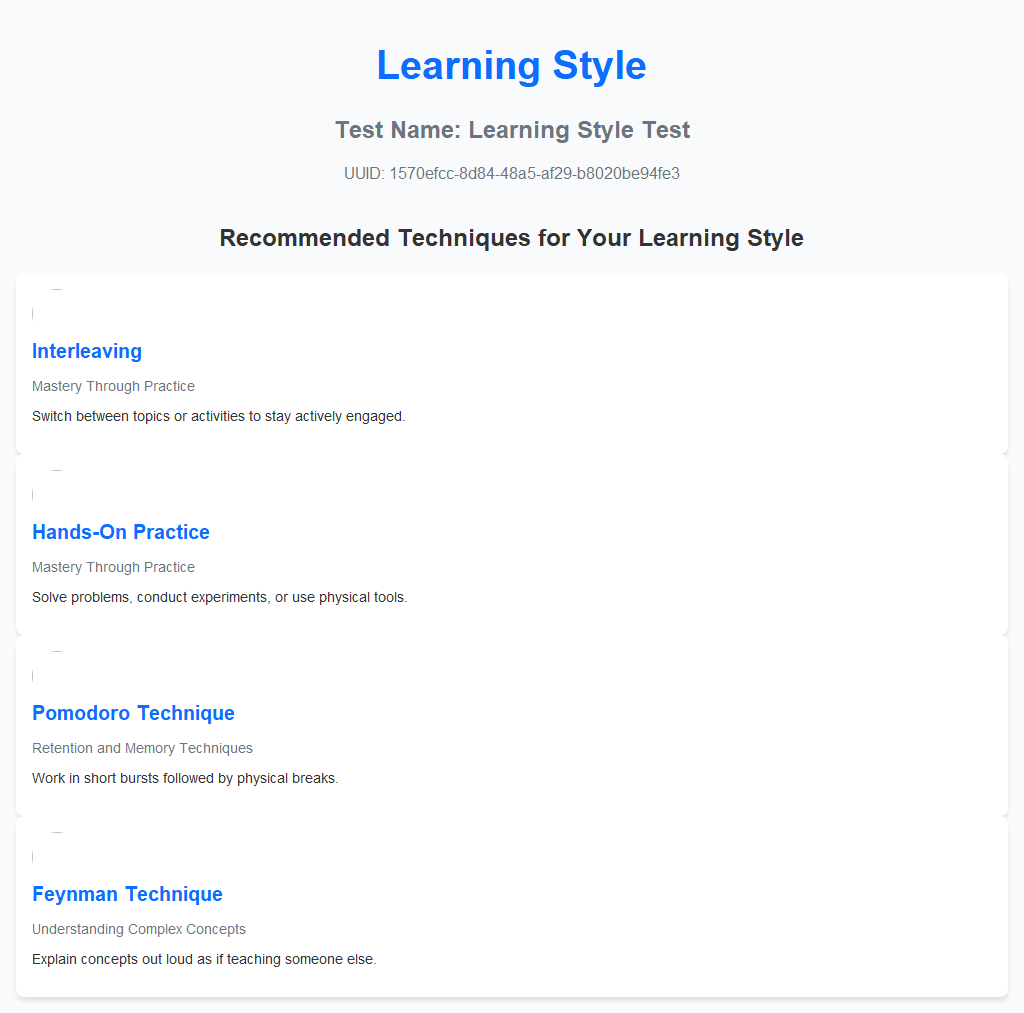 Learning Style
Test Name: Learning Style Test
UUID: 1570efcc-8d84-48a5-af29-b8020be94fe3
Recommended Techniques for Your Learning Style
Interleaving
Mastery Through Practice
Switch between topics or activities to stay actively engaged.
Hands-On Practice
Mastery Through Practice
Solve problems, conduct experiments, or use physical tools.
Pomodoro Technique
Retention and Memory Techniques
Work in short bursts followed by physical breaks.
Feynman Technique
Understanding Complex Concepts
Explain concepts out loud as if teaching someone else.